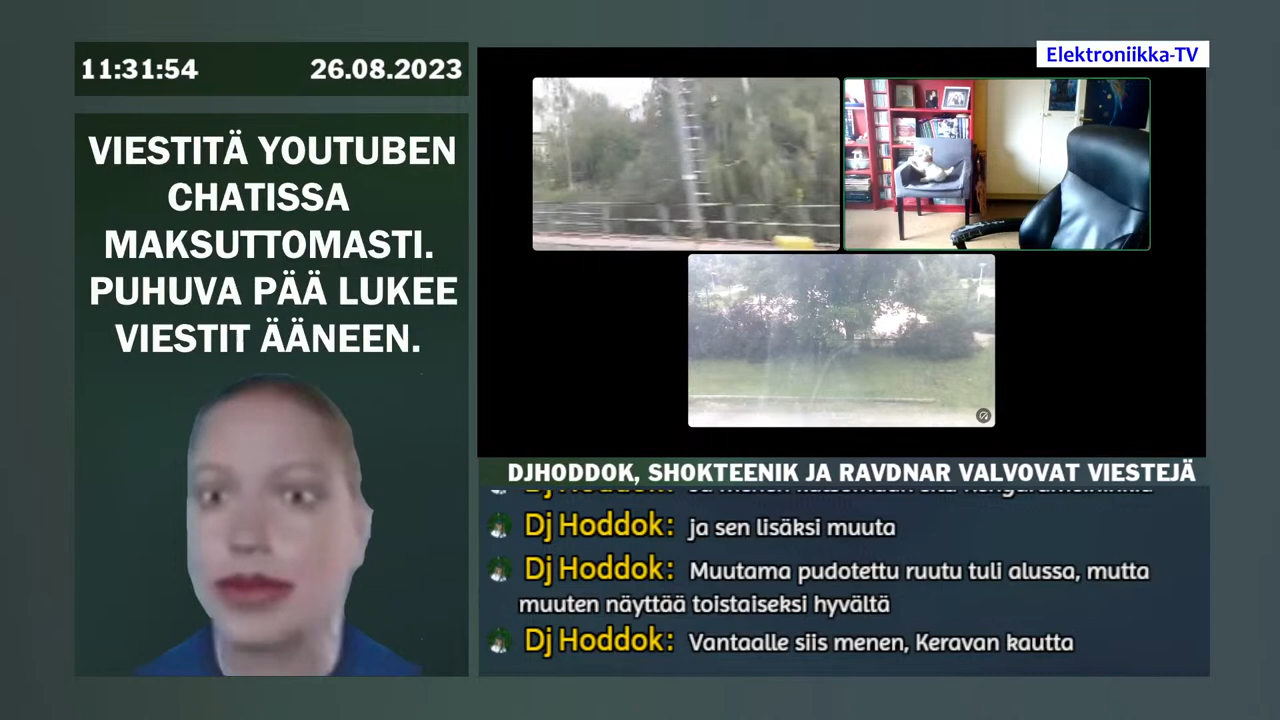 11:31:54 26.08.2023
Elektroniikka-TV
VIESTITÄ YOUTUBEN
CHATISSA
MAKSUTTOMASTI.
PUHUVA PÄÄ LUKEE
VIESTIT ÄÄNEEN.
DJHODDOK, SHOKTEENIK JA RAVDNAR VALVOVAT VIESTEJÄ
Dj Hoddok:
Dj Hoddok: ja sen lisäksi muuta
Dj Hoddok: Muutama pudotettu ruutu tuli alussa, mutta
muuten näyttää toistaiseksi hyvältä
Dj Hoddok: Vantaalle siis menen, Keravan kautta